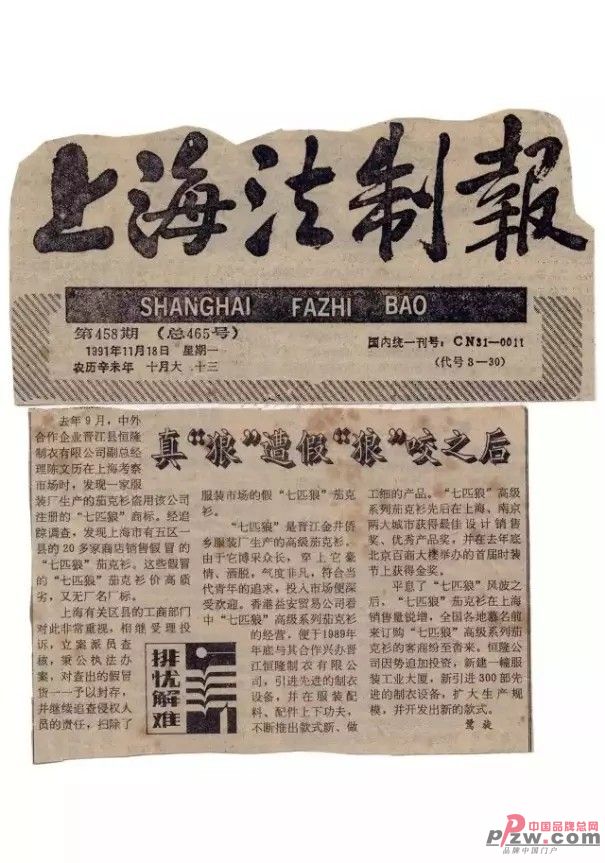 上海法制報
SHANGHAI FAZHI BAO
第458期 (总465号)
1991年11月18日 星期一
农历辛未年 十月大 十三
国内统一刊号：CN31-0011
(代号3-30)
真“狼”遭假“狼”咬之后
去年9月，中外
合作企业晋江县恒隆
制衣有限公司副总经
理陈文历在上海考察
市场时，发现一家服
装厂生产的茄克衫盗用该公司
注册的“七匹狼”商标。经追
踪调查，发现上海市有五区一
县的20多家商店销售假冒的
“七匹狼”茄克衫。这些假冒
的“七匹狼”茄克衫价高质
劣，又无厂名厂标。
上海有关区县的工商部门
对此非常重视，相继受理投
诉，立案派员查
核，秉公执法办
案，对查出的假冒
货一一予以封存，
并继续追查侵权人
员的责任，扫除了
服装市场的假“七匹狼”茄克
衫。
“七匹狼”是晋江金井侨
乡服装厂生产的高级茄克衫。
由于它博采众长，穿上它豪
情、洒脱，气度非凡，符合当
代青年的追求，投入市场便深
受欢迎。香港益安贸易公司看
中“七匹狼”高级系列茄克衫
的经营，便于1989年
年底与其合作兴办晋
江恒隆制衣有限公
司，引进先进的制衣
设备，并在服装配
料、配件上下功夫，
不断推出款式新、做
排忧解难
工细的产品。“七匹狼”高级
系列茄克衫先后在上海、南京
两大城市获得最佳设计销售
奖、优秀产品奖，并在去年底
北京百商大楼举办的首届时装
节上获得金奖。
平息了“七匹狼”风波之
后，“七匹狼”茄克衫在上海
销售量锐增，全国各地慕名前
来订购“七匹狼”高级系列茄克
衫的客商纷至沓来。恒隆公
司因势追加投资，新建一幢服
装工业大厦，新引进300部先
进的制衣设备，扩大生产规
模，并开发出新的款式。
鹭旋
中国品牌总网
pzw.com
品牌中国门户